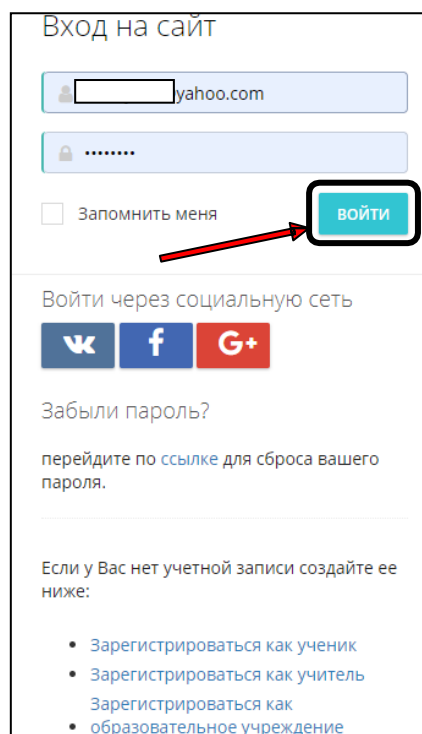 Вход на сайт
yahoo.com
••••••••
Запомнить меня
ВОЙТИ
Войти через социальную сеть
f G+
Забыли пароль?
перейдите по ссылке для сброса вашего
пароля.
Если у Вас нет учетной записи создайте ее
ниже:
• Зарегистрироваться как ученик
• Зарегистрироваться как учитель
Зарегистрироваться как
• образовательное учреждение